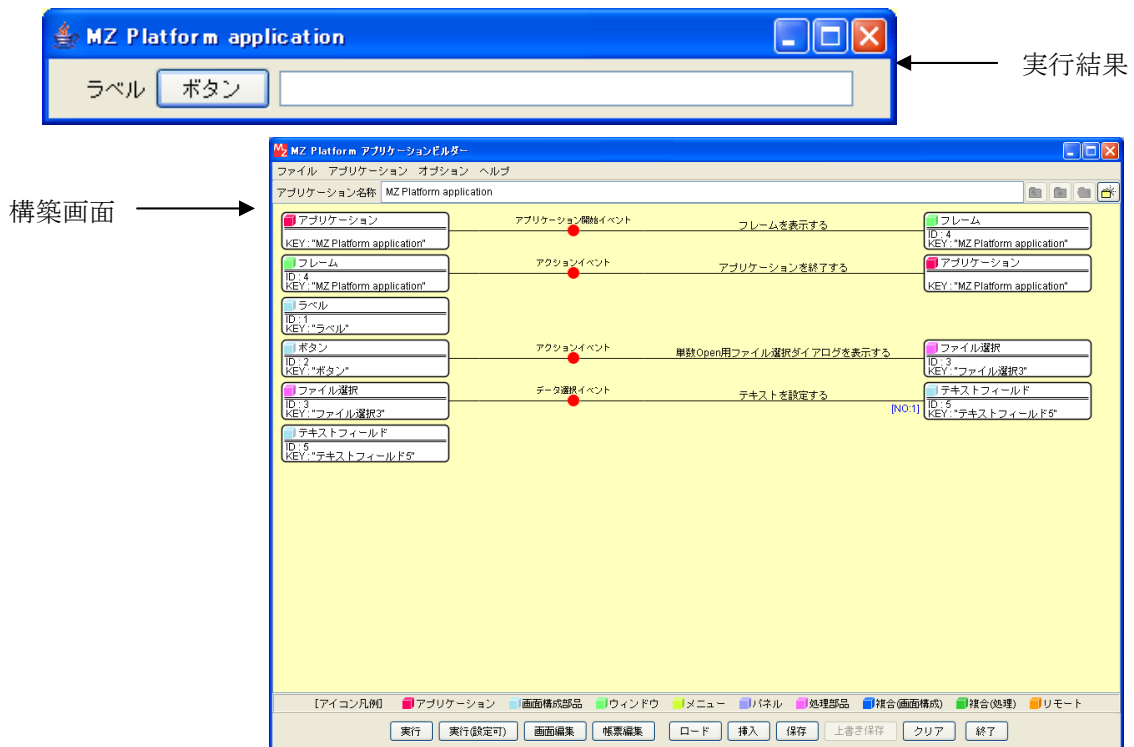 MZ Platform application
実行結果
ラベル ボタン
構築画面
MZ Platform アプリケーションビルダー
ファイル アプリケーション オプション ヘルプ
アプリケーション名称 MZ Platform application
アプリケーション
KEY : "MZ Platform application"
アプリケーション開始イベント
フレームを表示する
フレーム
ID : 4
KEY : "MZ Platform application"
フレーム
ID : 4
KEY : "MZ Platform application"
アクションイベント
アプリケーションを終了する
アプリケーション
KEY : "MZ Platform application"
ラベル
ID : 1
KEY : "ラベル"
ボタン
ID : 2
KEY : "ボタン"
アクションイベント
単数Open用ファイル選択ダイアログを表示する
ファイル選択
ID : 3
KEY : "ファイル選択3"
ファイル選択
ID : 3
KEY : "ファイル選択3"
データ選択イベント
テキストを設定する
[NO:1]
テキストフィールド
ID : 5
KEY : "テキストフィールド5"
テキストフィールド
ID : 5
KEY : "テキストフィールド5"
[アイコン凡例] アプリケーション 画面構成部品 ウィンドウ メニュー パネル 処理部品 複合(画面構成) 複合(処理) リモート
実行 実行(設定可) 画面編集 帳票編集 ロード 挿入 保存 上書き保存 クリア 終了